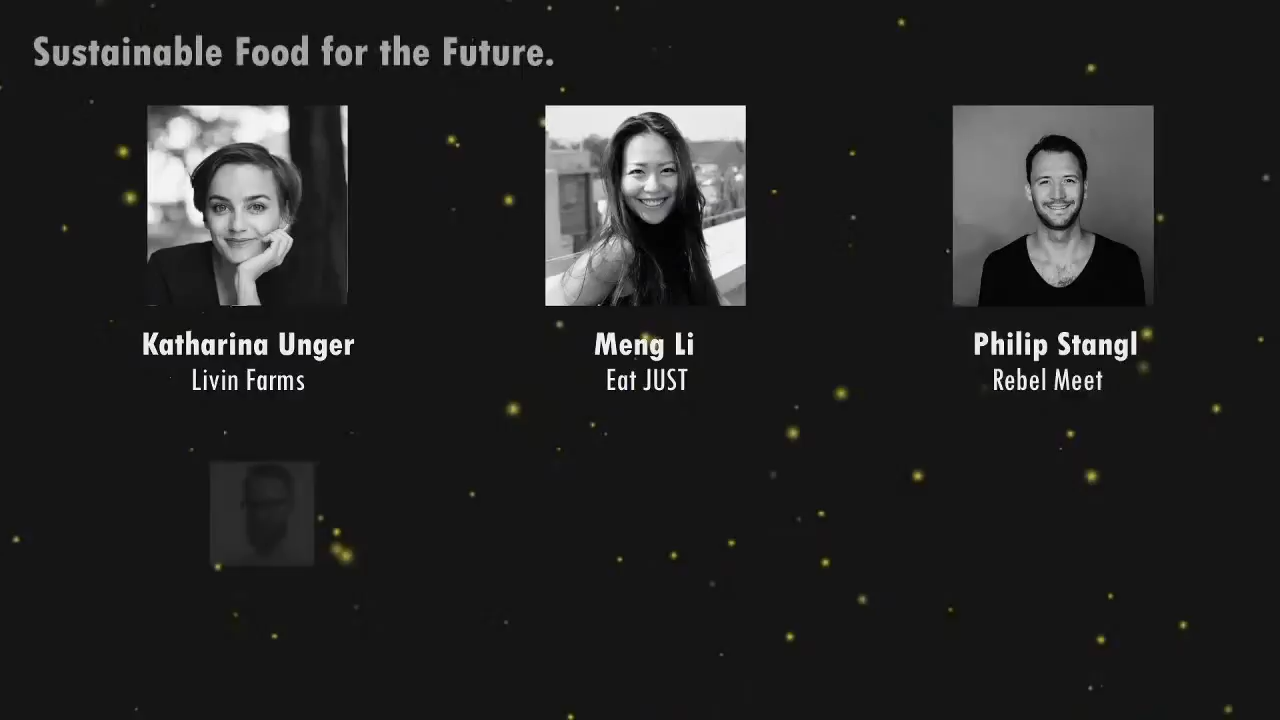 Sustainable Food for the Future.
Katharina Unger
Livin Farms
Meng Li
Eat JUST
Philip Stangl
Rebel Meet